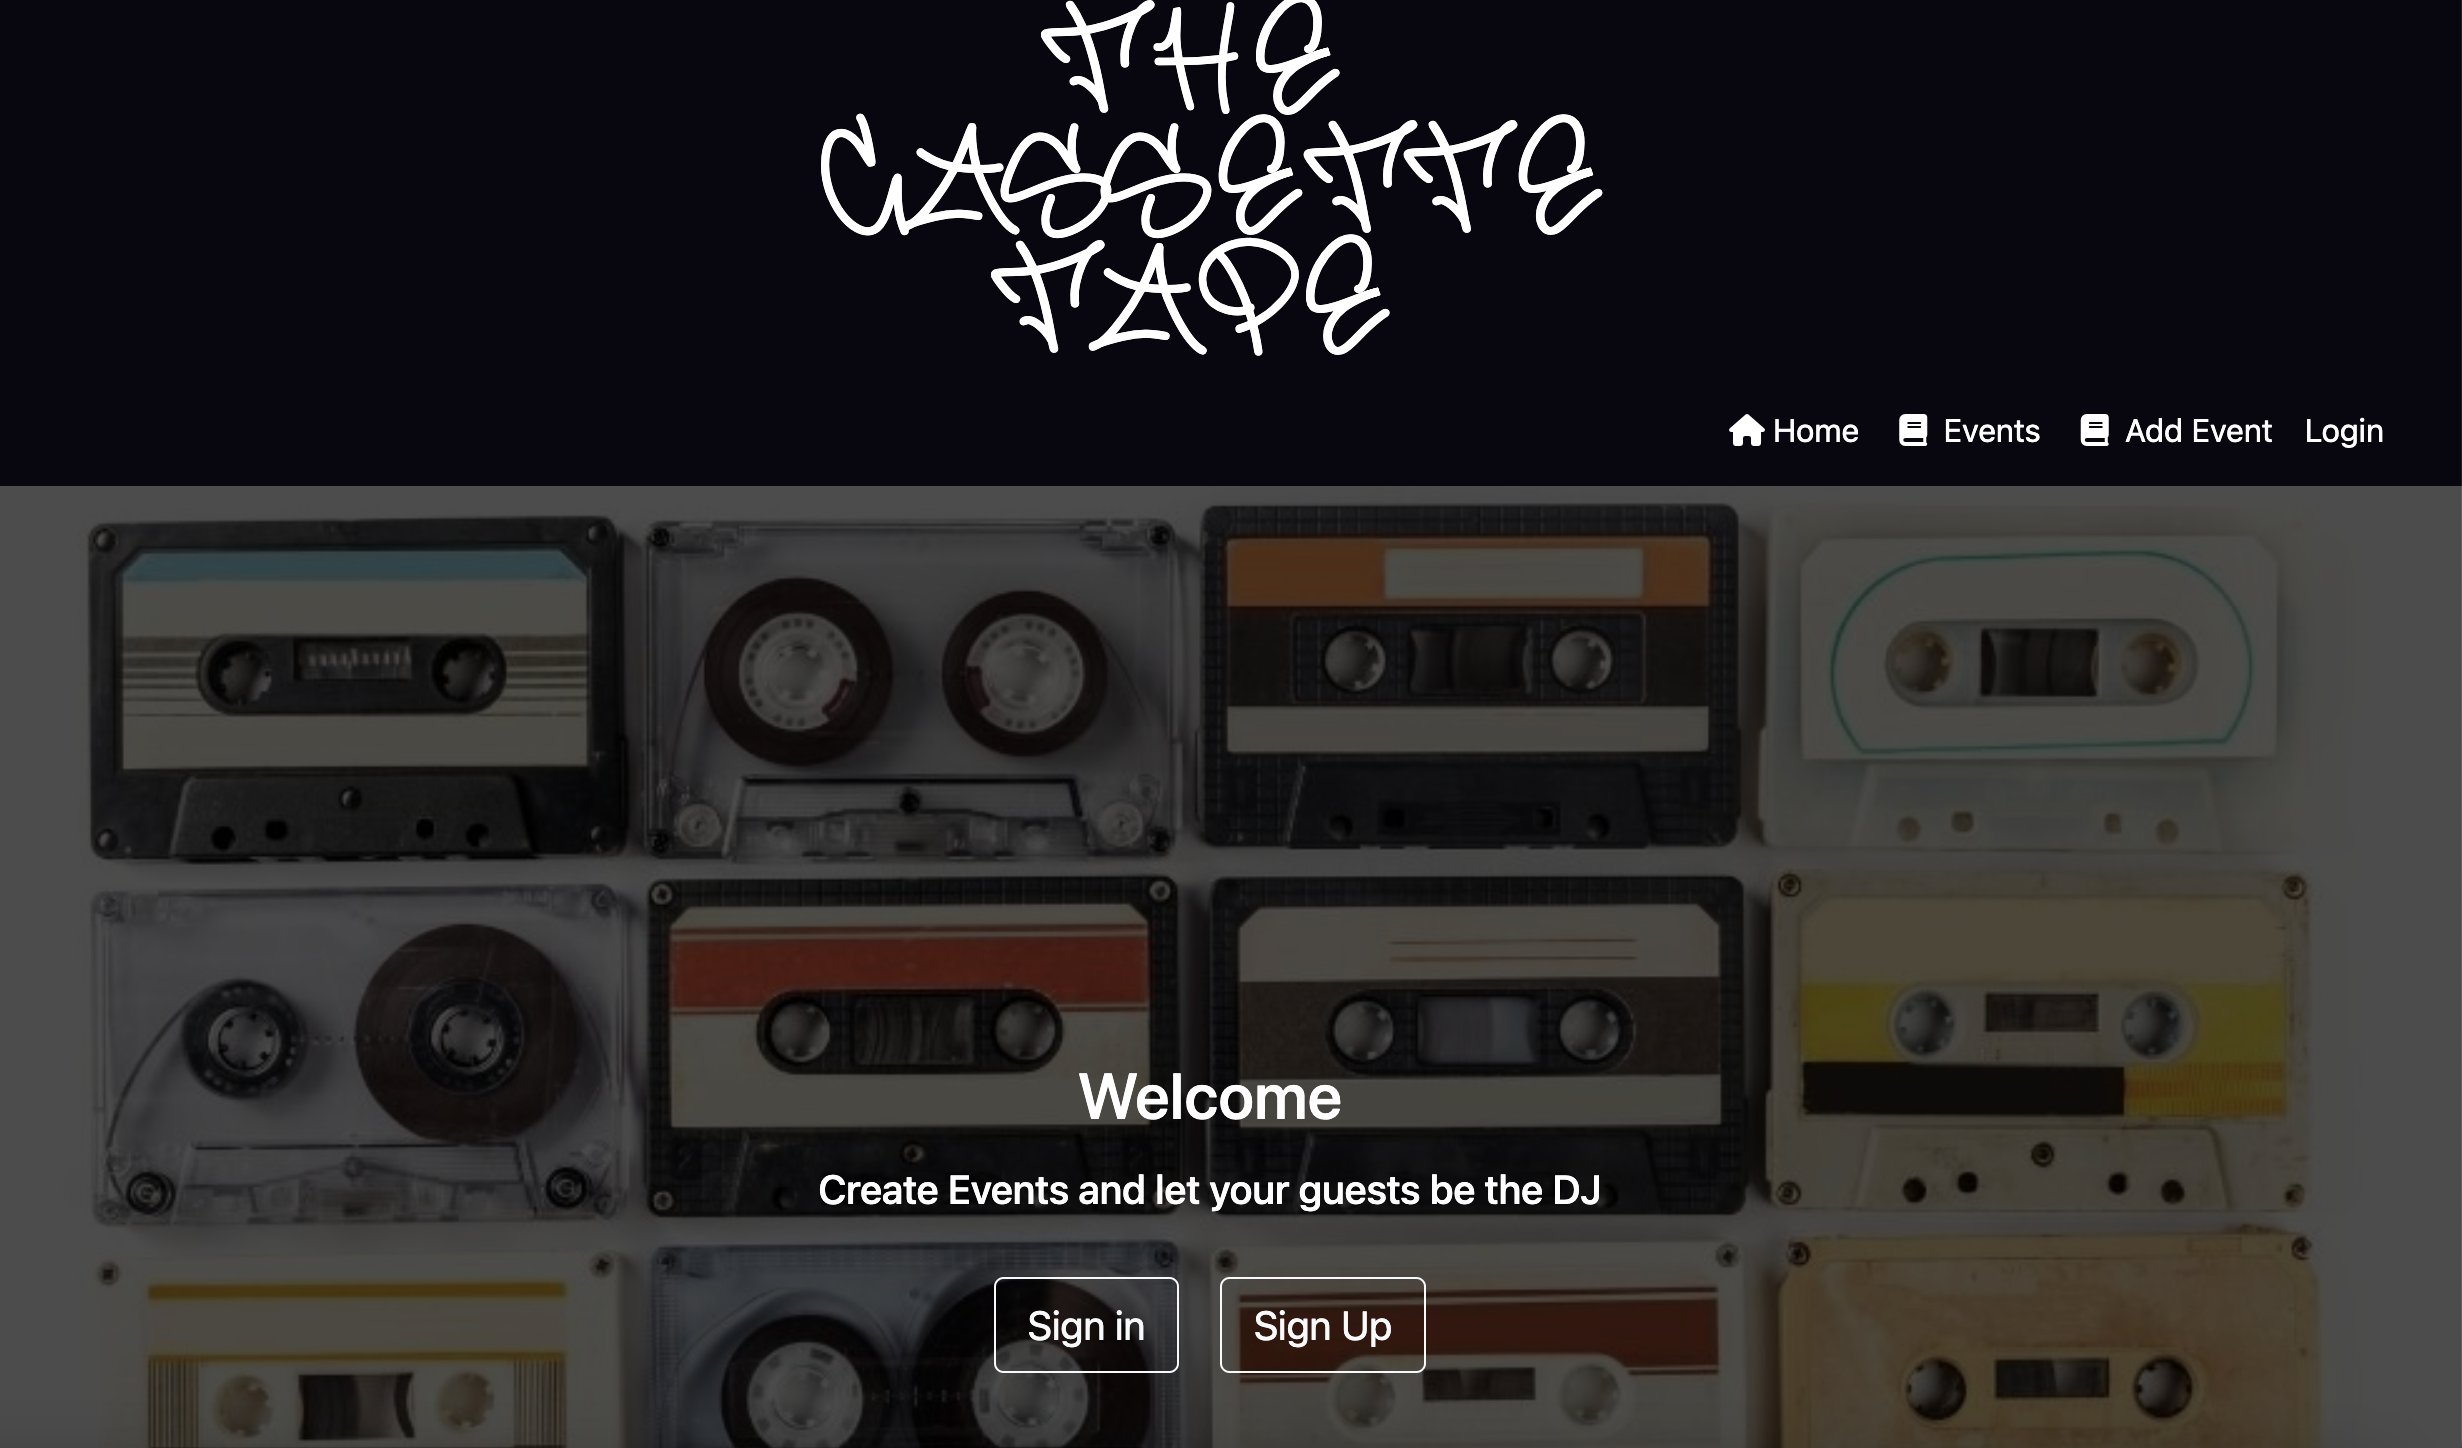 THE
CASSETTE
TAPE
Home Events Add Event Login
Welcome
Create Events and let your guests be the DJ
Sign in Sign Up